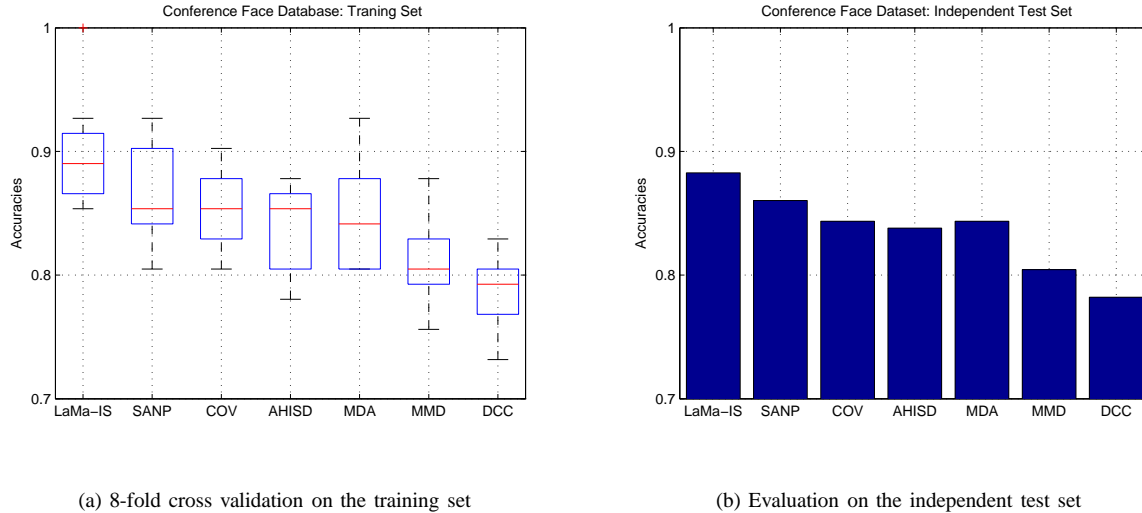 Conference Face Database: Traning Set
1
0.9
0.8
0.7
Accuracies
LaMa−IS SANP COV AHISD MDA MMD DCC
(a) 8-fold cross validation on the training set
Conference Face Dataset: Independent Test Set
1
0.9
0.8
0.7
Accuracies
LaMa−IS SANP COV AHISD MDA MMD DCC
(b) Evaluation on the independent test set